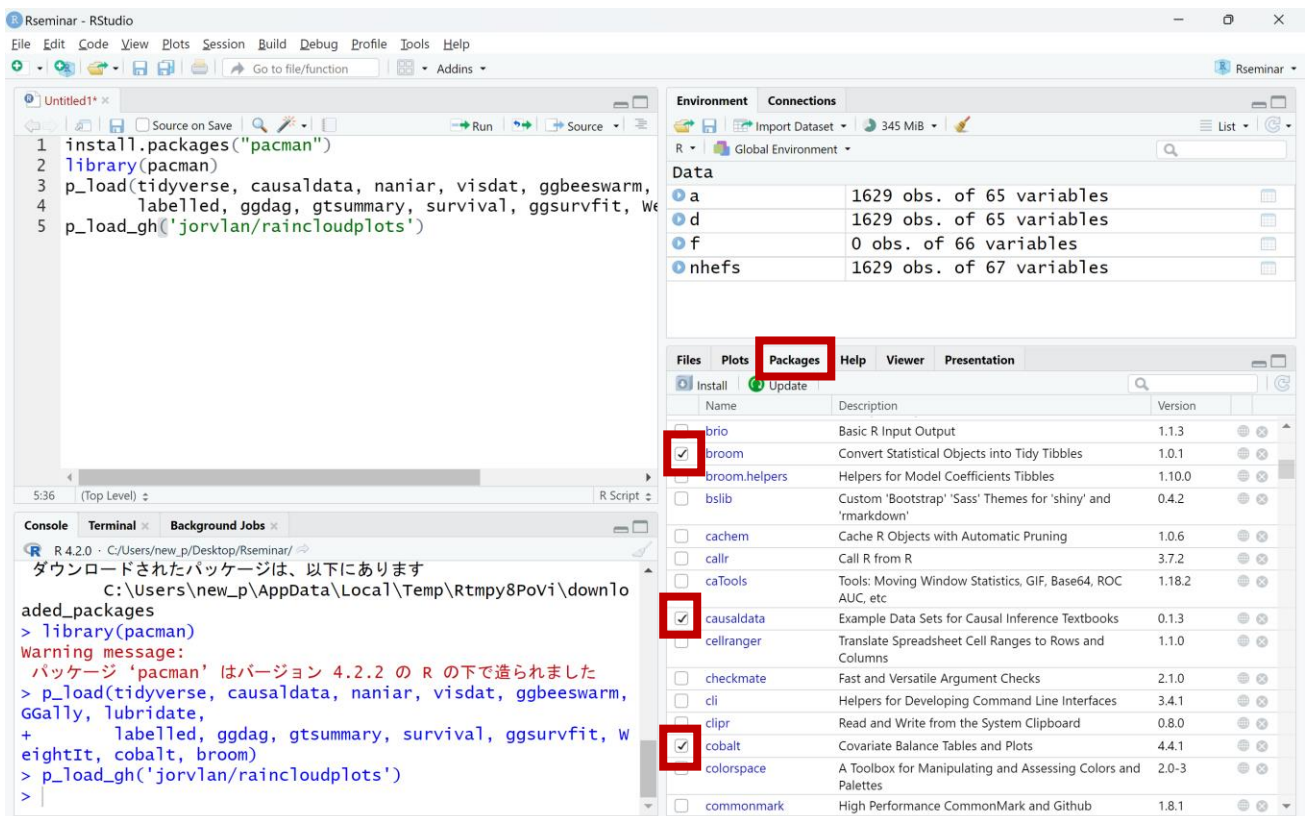 Rseminar - RStudio
File Edit Code View Plots Session Build Debug Profile Tools Help
Go to file/function Addins Rseminar
Untitled1*
Source on Save Run Source
1 install.packages("pacman")
2 library(pacman)
3 p_load(tidyverse, causaldata, naniar, visdat, ggbeeswarm,
4 labelled, ggdag, gtsummary, survival, ggsurvfit, We
5 p_load_gh('jorvlan/raincloudplots')
5:36 (Top Level) R Script
Console Terminal Background Jobs
R 4.2.0 · C:/Users/new_p/Desktop/Rseminar/
ダウンロードされたパッケージは、以下にあります
C:\Users\new_p\AppData\Local\Temp\Rtmpy8PoVi\downlo
aded_packages
> library(pacman)
Warning message:
パッケージ ‘pacman’ はバージョン 4.2.2 の R の下で造られました
> p_load(tidyverse, causaldata, naniar, visdat, ggbeeswarm,
GGally, lubridate,
+ labelled, ggdag, gtsummary, survival, ggsurvfit, W
eightIt, cobalt, broom)
> p_load_gh('jorvlan/raincloudplots')
>
Environment Connections
Import Dataset 345 MiB List
R Global Environment
Data
a 1629 obs. of 65 variables
d 1629 obs. of 65 variables
f 0 obs. of 66 variables
nhefs 1629 obs. of 67 variables
Files Plots Packages Help Viewer Presentation
Install Update
Name Description Version
brio Basic R Input Output 1.1.3
broom Convert Statistical Objects into Tidy Tibbles 1.0.1
broom.helpers Helpers for Model Coefficients Tibbles 1.10.0
bslib Custom 'Bootstrap' 'Sass' Themes for 'shiny' and 0.4.2
'rmarkdown'
cachem Cache R Objects with Automatic Pruning 1.0.6
callr Call R from R 3.7.2
caTools Tools: Moving Window Statistics, GIF, Base64, ROC 1.18.2
AUC, etc
causaldata Example Data Sets for Causal Inference Textbooks 0.1.3
cellranger Translate Spreadsheet Cell Ranges to Rows and 1.1.0
Columns
checkmate Fast and Versatile Argument Checks 2.1.0
cli Helpers for Developing Command Line Interfaces 3.4.1
clipr Read and Write from the System Clipboard 0.8.0
cobalt Covariate Balance Tables and Plots 4.4.1
colorspace A Toolbox for Manipulating and Assessing Colors and 2.0-3
Palettes
commonmark High Performance CommonMark and Github 1.8.1